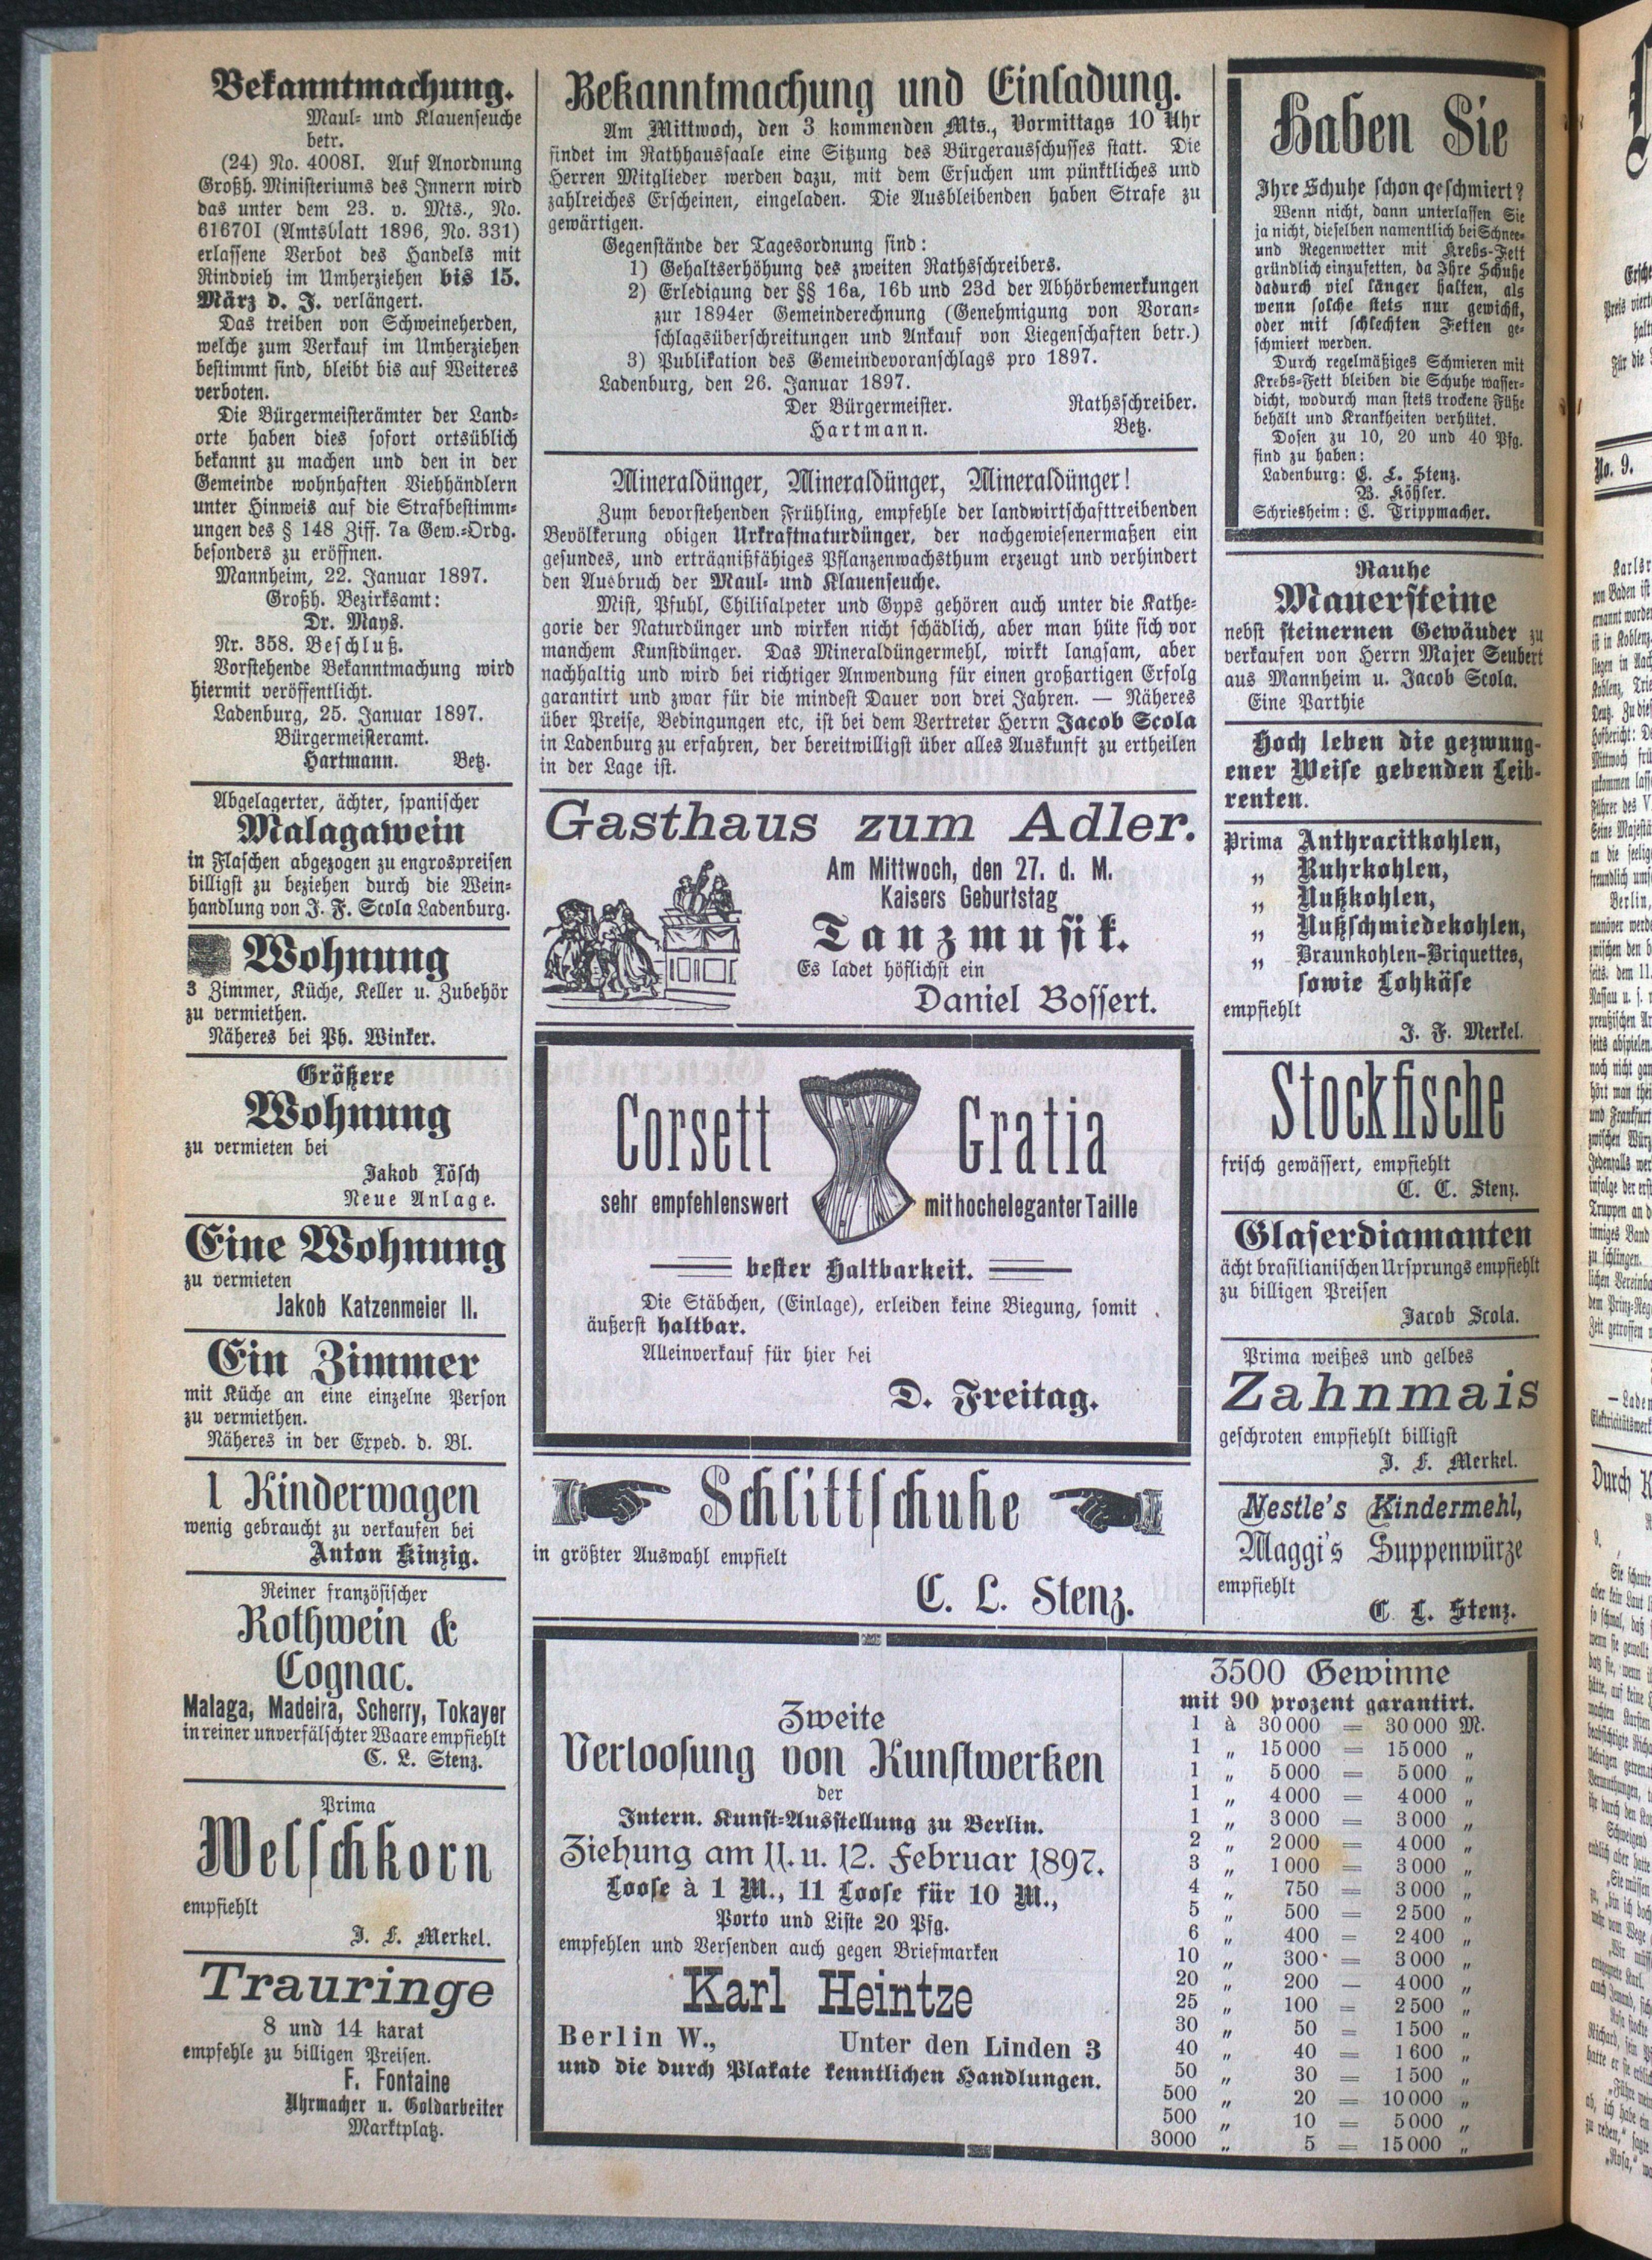 Bekanntmachung.
Maul- und Klauenseuche
betr.
(24) No. 4008I. Auf Anordnung
Großh. Ministeriums des Innern wird
das unter dem 23. v. Mts., No.
61670I (Amtsblatt 1896, No. 331)
erlassene Verbot des Handels mit
Rindvieh im Umherziehen bis 15.
März d. J. verlängert.
Das treiben von Schweineherden,
welche zum Verkauf im Umherziehen
bestimmt sind, bleibt bis auf Weiteres
verboten.
Die Bürgermeisterämter der Land-
orte haben dies sofort ortsüblich
bekannt zu machen und den in der
Gemeinde wohnhaften Viehhändlern
unter Hinweis auf die Strafbestimm-
ungen des § 148 Ziff. 7a Gew.-Ordg.
besonders zu eröffnen.
Mannheim, 22. Januar 1897.
Großh. Bezirksamt:
Dr. Mays.
Nr. 358. Beschluß.
Vorstehende Bekanntmachung wird
hiermit veröffentlicht.
Ladenburg, 25. Januar 1897.
Bürgermeisteramt.
Hartmann. Betz.
Abgelagerter, ächter, spanischer
Malagawein
in Flaschen abgezogen zu engrospreisen
billigst zu beziehen durch die Wein-
handlung von J. F. Scola Ladenburg.
Wohnung
3 Zimmer, Küche, Keller u. Zubehör
zu vermiethen.
Näheres bei Ph. Winker.
Größere
Wohnung
zu vermieten bei
Jakob Lösch
Neue Anlage.
Eine Wohnung
zu vermieten
Jakob Katzenmeier II.
Ein Zimmer
mit Küche an eine einzelne Person
zu vermiethen.
Näheres in der Exped. d. Bl.
1 Kinderwagen
wenig gebraucht zu verkaufen bei
Anton Kinzig.
Reiner französischer
Rothwein &
Cognac.
Malaga, Madeira, Scherry, Tokayer
in reiner unverfälschter Waare empfiehlt
C. L. Stenz.
Prima
Welschkorn
empfiehlt
J. F. Merkel.
Trauringe
8 und 14 karat
empfehle zu billigen Preisen.
F. Fontaine
Uhrmacher u. Goldarbeiter
Marktplatz.
Bekanntmachung und Einladung.
Am Mittwoch, den 3 kommenden Mts., Vormittags 10 Uhr
findet im Rathhaussaale eine Sitzung des Bürgerausschusses statt. Die
Herren Mitglieder werden dazu, mit dem Ersuchen um pünktliches und
zahlreiches Erscheinen, eingeladen. Die Ausbleibenden haben Strafe zu
gewärtigen.
Gegenstände der Tagesordnung sind:
1) Gehaltserhöhung des zweiten Rathsschreibers.
2) Erledigung der §§ 16a, 16b und 23d der Abhörbemerkungen
zur 1894er Gemeinderechnung (Genehmigung von Voran-
schlagsüberschreitungen und Ankauf von Liegenschaften betr.)
3) Publikation des Gemeindevoranschlags pro 1897.
Ladenburg, den 26. Januar 1897.
Der Bürgermeister. Rathsschreiber.
Hartmann. Betz.
Mineraldünger, Mineraldünger, Mineraldünger!
Zum bevorstehenden Frühling, empfehle der landwirtschafttreibenden
Bevölkerung obigen Urkraftnaturdünger, der nachgewiesenermaßen ein
gesundes, und erträgnißfähiges Pflanzenwachsthum erzeugt und verhindert
den Ausbruch der Maul- und Klauenseuche.
Mist, Pfuhl, Chilisalpeter und Gyps gehören auch unter die Kathe-
gorie der Naturdünger und wirken nicht schädlich, aber man hüte sich vor
manchem Kunstdünger. Das Mineraldüngermehl, wirkt langsam, aber
nachhaltig und wird bei richtiger Anwendung für einen großartigen Erfolg
garantirt und zwar für die mindest Dauer von drei Jahren. — Näheres
über Preise, Bedingungen etc, ist bei dem Vertreter Herrn Jacob Scola
in Ladenburg zu erfahren, der bereitwilligst über alles Auskunft zu ertheilen
in der Lage ist.
Gasthaus zum Adler.
Am Mittwoch, den 27. d. M.
Kaisers Geburtstag
Tanzmusik.
Es ladet höflichst ein
Daniel Bossert.
Corsett Gratia
sehr empfehlenswert mit hocheleganter Taille
bester Haltbarkeit.
Die Stäbchen, (Einlage), erleiden keine Biegung, somit
äußerst haltbar.
Alleinverkauf für hier bei
D. Freitag.
Schlittschuhe
in größter Auswahl empfielt
C. L. Stenz.
Zweite
Verloosung von Kunstwerken
der
Intern. Kunst-Ausstellung zu Berlin.
Ziehung am 11. u. 12. Februar 1897.
Loose à 1 M., 11 Loose für 10 M.,
Porto und Liste 20 Pfg.
empfehlen und Versenden auch gegen Briefmarken
Karl Heintze
Berlin W., Unter den Linden 3
und die durch Plakate kenntlichen Handlungen.
3500 Gewinne
mit 90 prozent garantirt.
1 à 30 000 = 30 000 M.
1 „ 15 000 = 15 000 „
1 „ 5 000 = 5 000 „
1 „ 4 000 = 4 000 „
1 „ 3 000 = 3 000 „
2 „ 2 000 = 4 000 „
3 „ 1 000 = 3 000 „
4 „ 750 = 3 000 „
5 „ 500 = 2 500 „
6 „ 400 = 2 400 „
10 „ 300 = 3 000 „
20 „ 200 = 4 000 „
25 „ 100 = 2 500 „
30 „ 50 = 1 500 „
40 „ 40 = 1 600 „
50 „ 30 = 1 500 „
500 „ 20 = 10 000 „
500 „ 10 = 5 000 „
3000 „ 5 = 15 000 „
Haben Sie
Ihre Schuhe schon geschmiert?
Wenn nicht, dann unterlassen Sie
ja nicht, dieselben namentlich bei Schnee-
und Regenwetter mit Krebs-Fett
gründlich einzufetten, da Ihre Schuhe
dadurch viel länger halten, als
wenn solche stets nur gewichst,
oder mit schlechten Fetten ge-
schmiert werden.
Durch regelmäßiges Schmieren mit
Krebs-Fett bleiben die Schuhe wasser-
dicht, wodurch man stets trockene Füße
behält und Krankheiten verhütet.
Dosen zu 10, 20 und 40 Pfg.
sind zu haben:
Ladenburg: C. L. Stenz.
B. Köhler.
Schriesheim: C. Trippmacher.
Rauhe
Mauersteine
nebst steinernen Gewänder zu
verkaufen von Herrn Majer Seubert
aus Mannheim u. Jacob Scola.
Eine Parthie
Hoch leben die gezwung-
ener Weise gebenden Leib-
renten.
Prima Anthracitkohlen,
„ Ruhrkohlen,
„ Nußkohlen,
„ Nußschmiedekohlen,
„ Braunkohlen-Briquettes,
sowie Lohkäse
empfiehlt
J. F. Merkel.
Stockfische
frisch gewässert, empfiehlt
C. C. Stenz.
Glaserdiamanten
ächt brasilianischen Ursprungs empfiehlt
zu billigen Preisen
Jacob Scola.
Prima weißes und gelbes
Zahnmais
geschroten empfiehlt billigst
J. F. Merkel.
Nestle's Kindermehl,
Maggi's Suppenwürze
empfiehlt
C. L. Stenz.
No. 9.